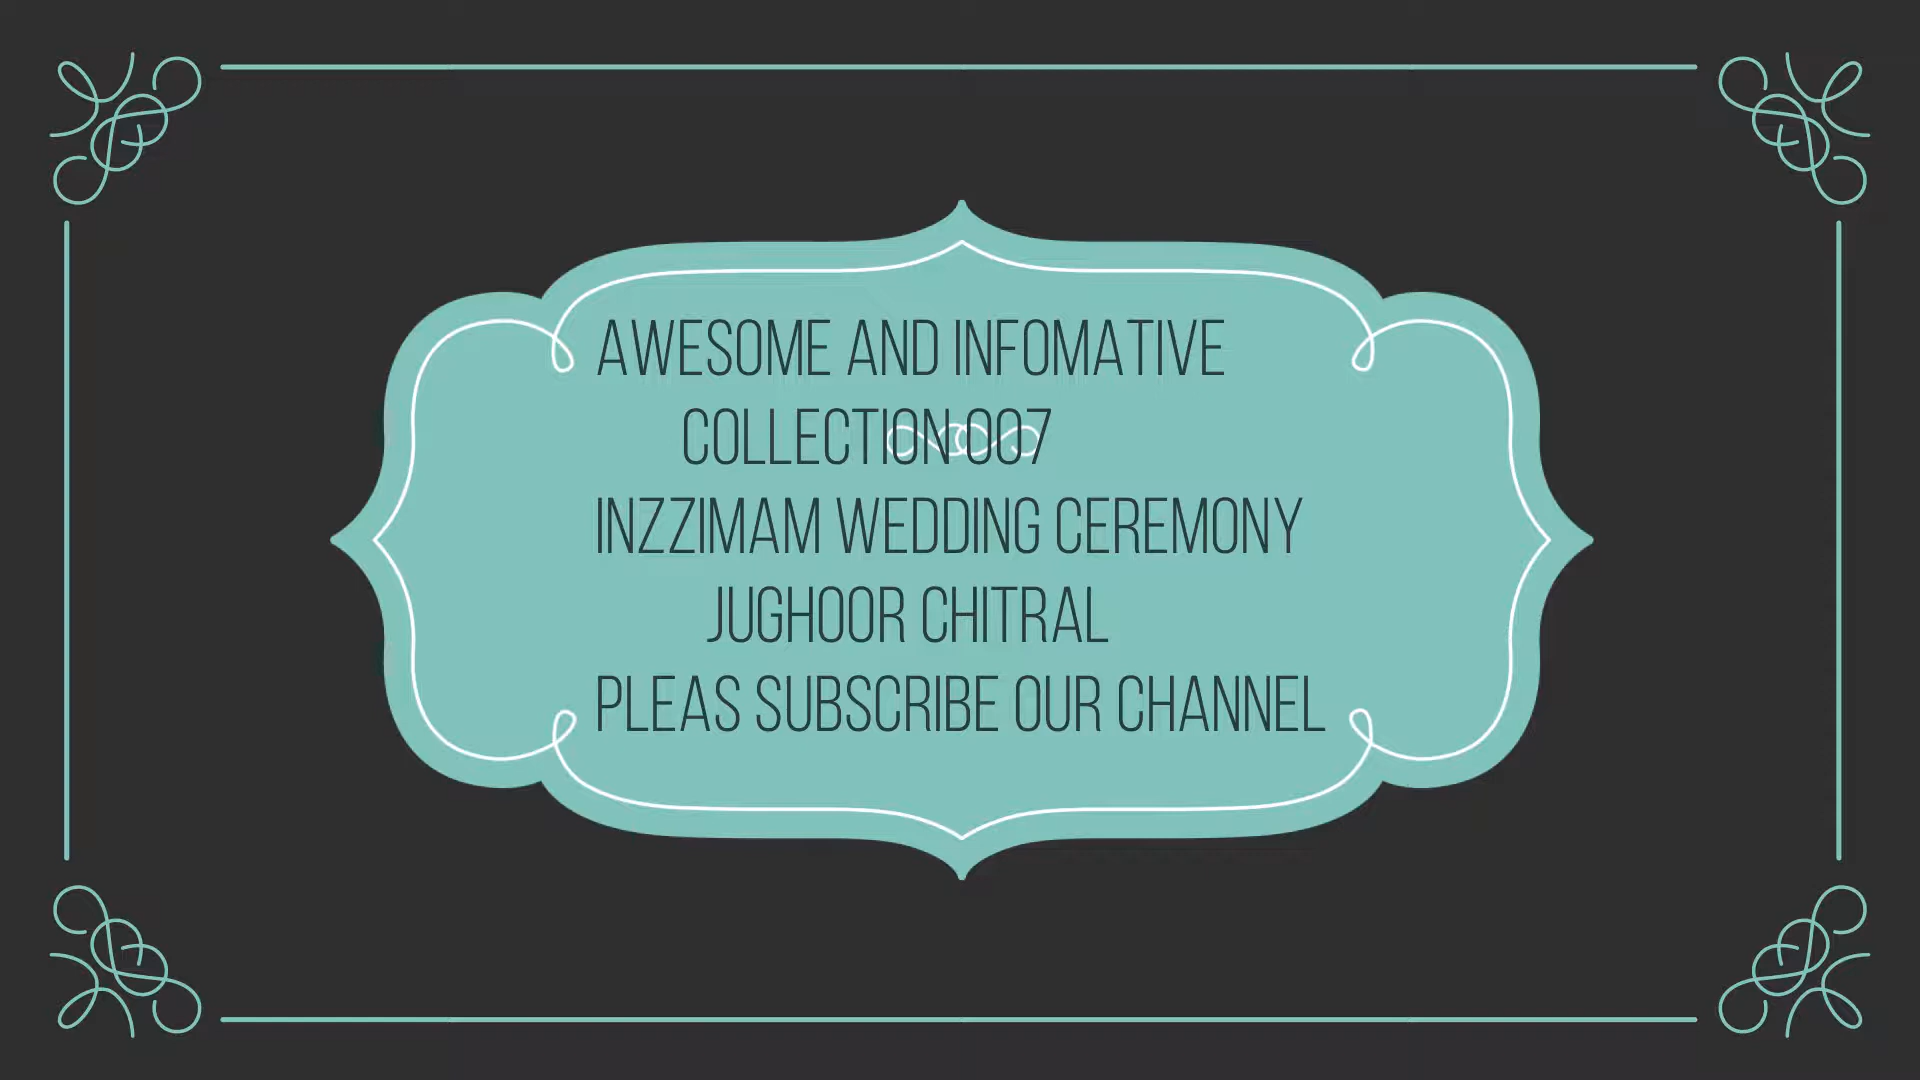 AWESOME AND INFOMATIVE
COLLECTION 007
INZZIMAM WEDDING CEREMONY
JUGHOOR CHITRAL
PLEAS SUBSCRIBE OUR CHANNEL